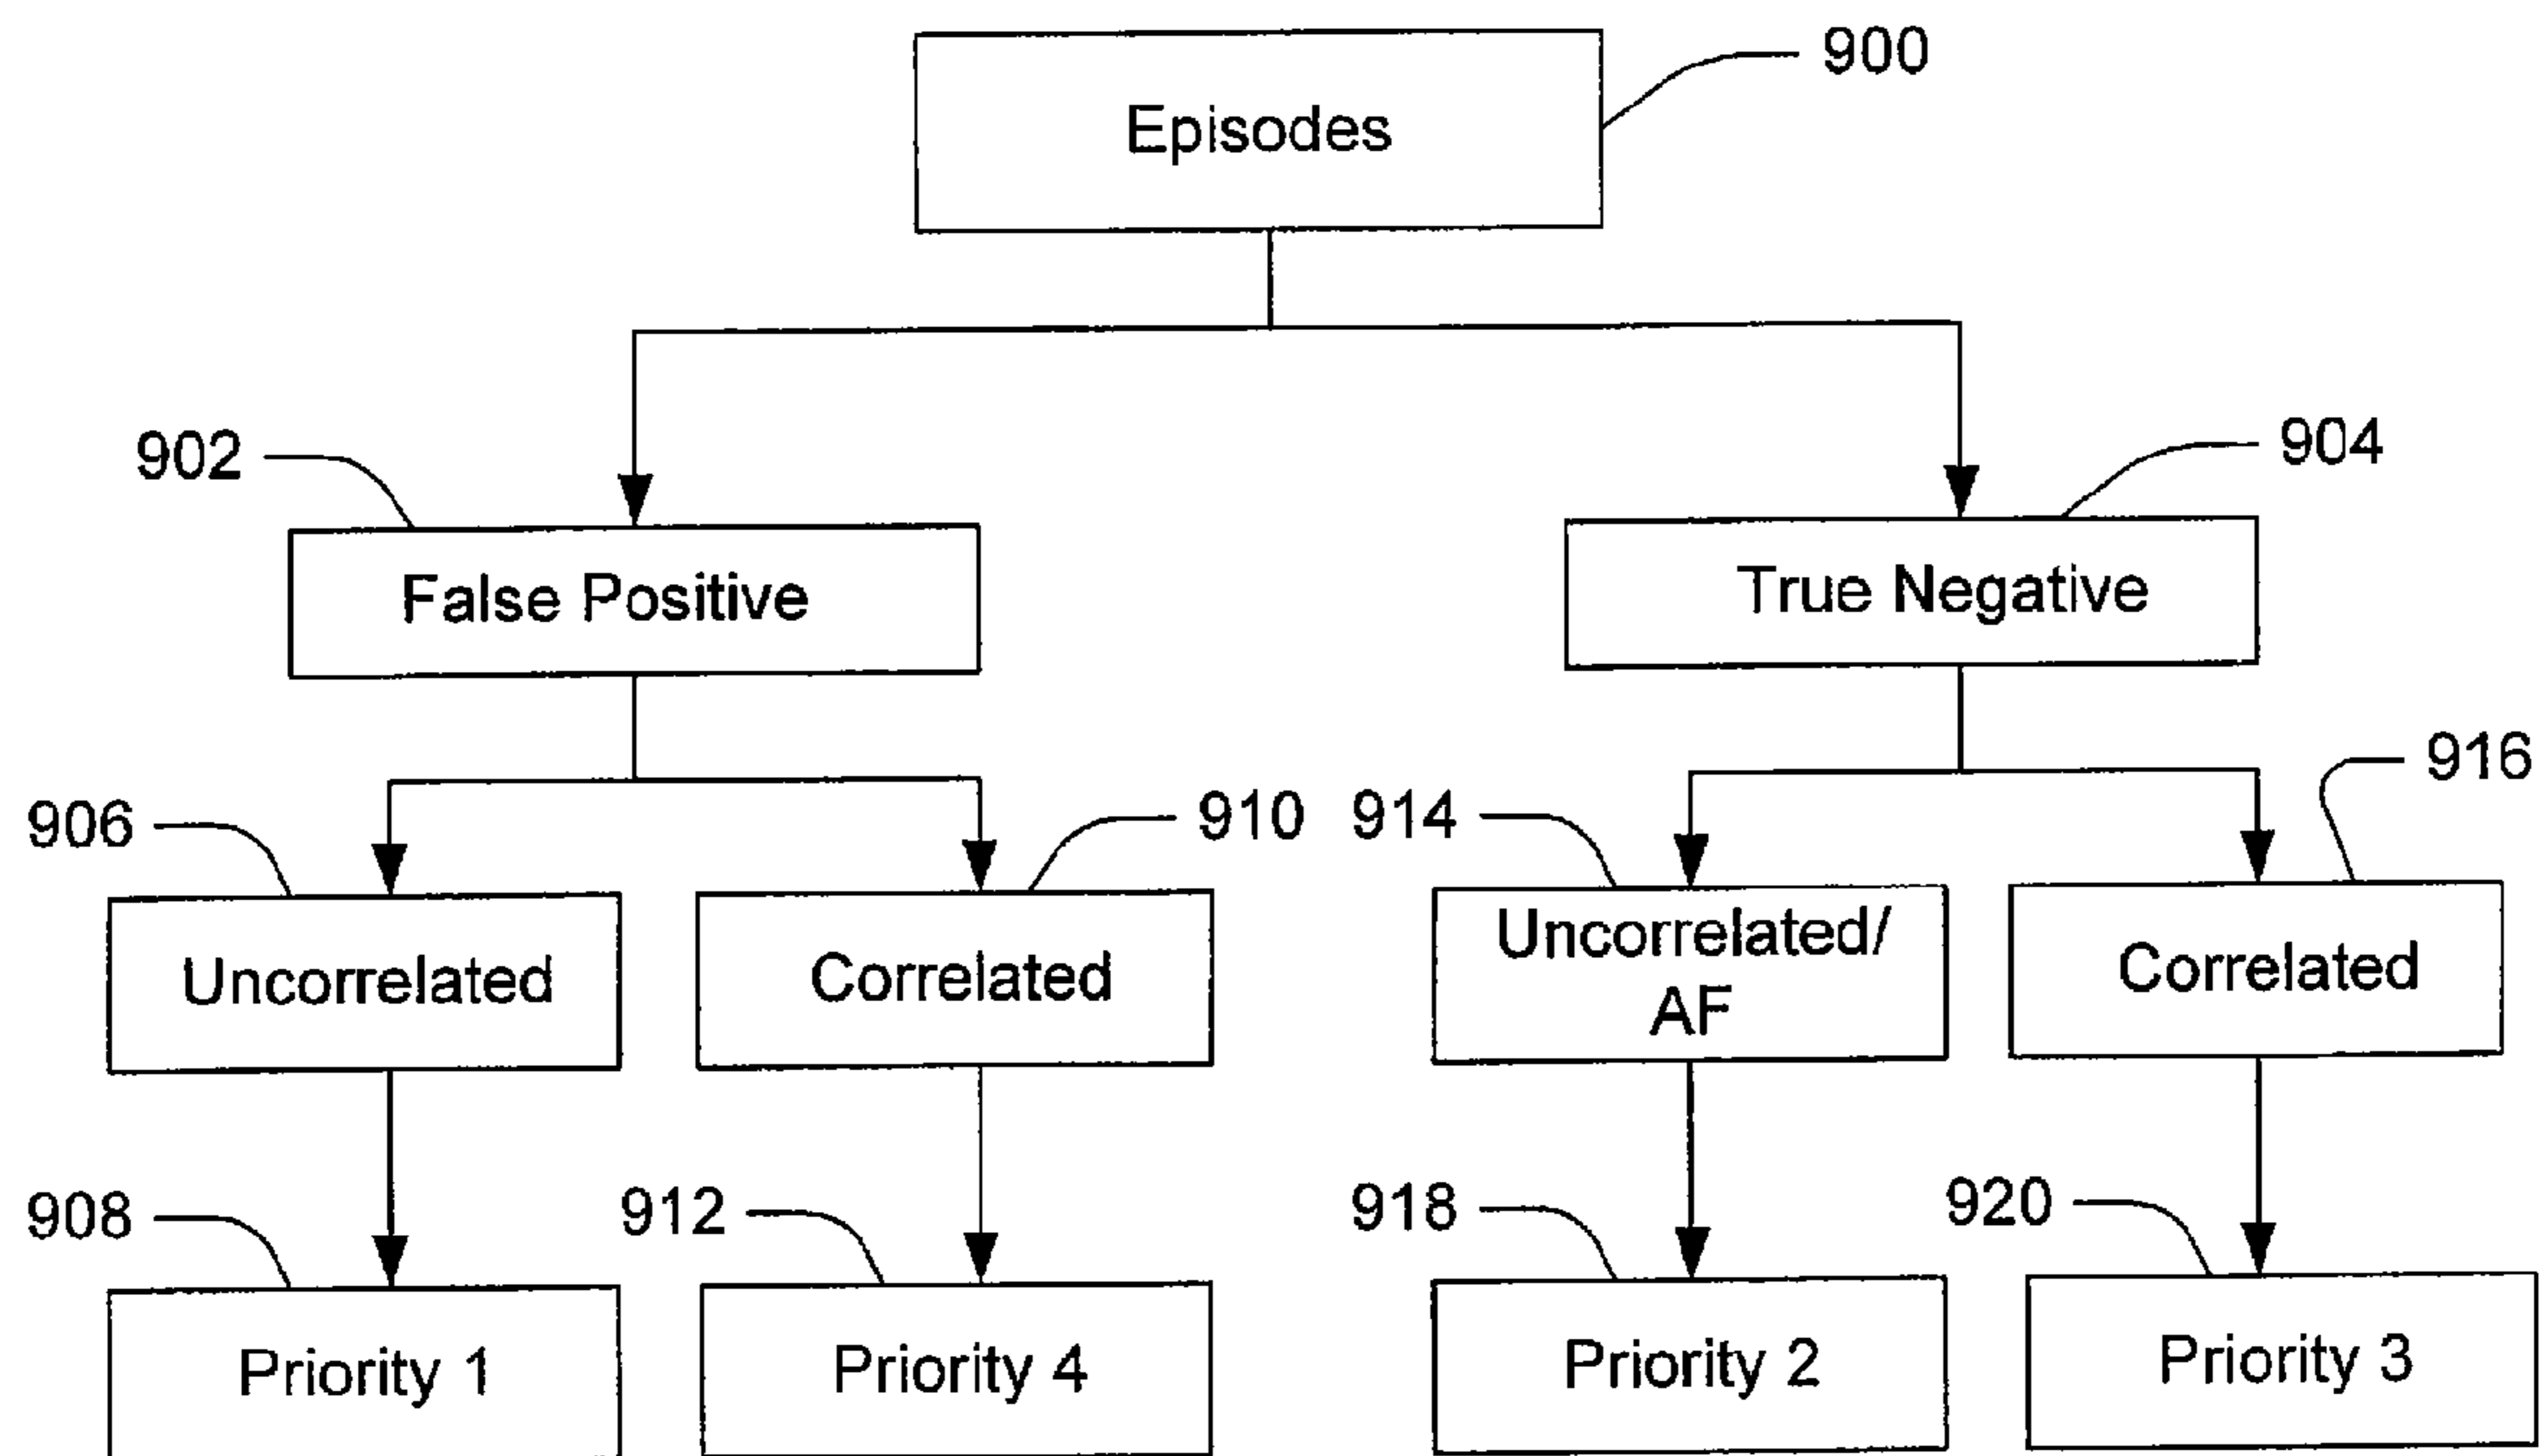 900
Episodes
902
904
False Positive
True Negative
906
910
914
916
Uncorrelated
Correlated
Uncorrelated/
AF
Correlated
908
912
918
920
Priority 1
Priority 4
Priority 2
Priority 3